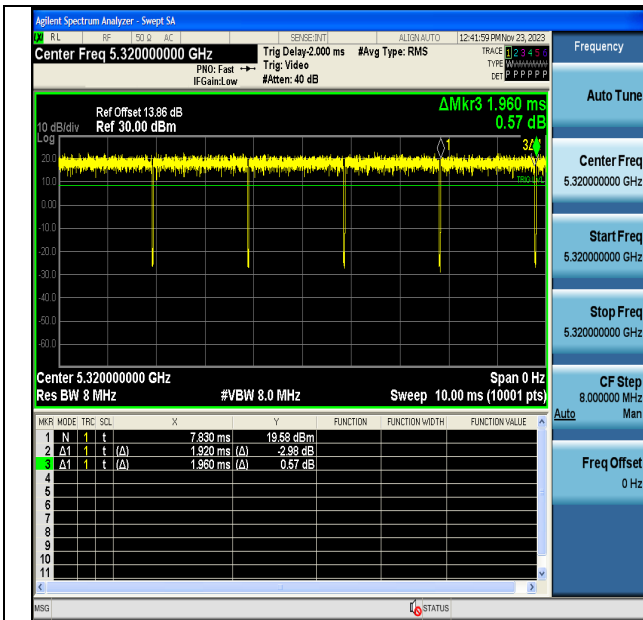 Agilent Spectrum Analyzer - Swept SA
RL RF 50 Ω AC SENSE:INT ALIGN AUTO 12:41:59 PM Nov 23, 2023
Center Freq 5.320000000 GHz
PNO: Fast
IFGain:Low
Trig Delay-2.000 ms
Trig: Video
#Atten: 40 dB
#Avg Type: RMS
TRACE 1 2 3 4 5 6
TYPE WWWWWW
DET P P P P P P
Frequency
Auto Tune
Center Freq
5.320000000 GHz
Start Freq
5.320000000 GHz
Stop Freq
5.320000000 GHz
CF Step
8.000000 MHz
Auto Man
Freq Offset
0 Hz
Ref Offset 13.86 dB
10 dB/div Ref 30.00 dBm
ΔMkr3 1.960 ms
0.57 dB
Log
1
3Δ
20.0
10.0
0.00
-10.0
-20.0
-30.0
-40.0
-50.0
-60.0
Center 5.320000000 GHz Span 0 Hz
Res BW 8 MHz #VBW 8.0 MHz Sweep 10.00 ms (10001 pts)
MKR MODE TRC SCL X Y FUNCTION FUNCTION WIDTH FUNCTION VALUE
1 N 1 t 7.830 ms 19.58 dBm
2 Δ1 1 t (Δ) 1.920 ms (Δ) -2.98 dB
3 Δ1 1 t (Δ) 1.960 ms (Δ) 0.57 dB
4
5
6
7
8
9
10
11
MSG STATUS